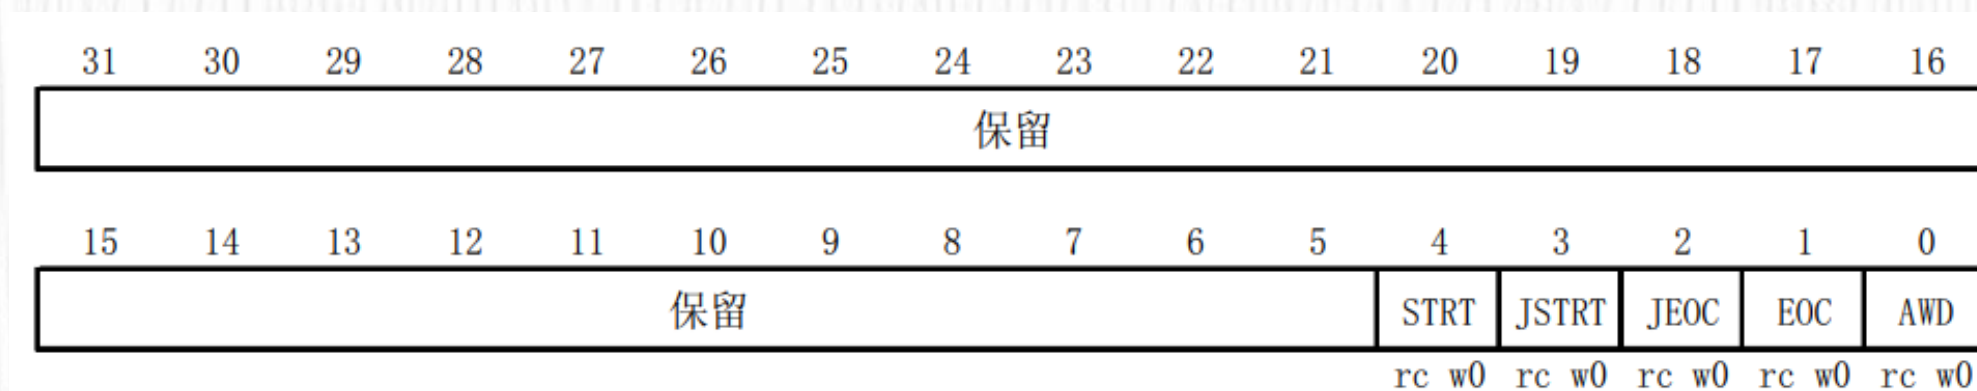 31 30 29 28 27 26 25 24 23 22 21 20 19 18 17 16
保留
15 14 13 12 11 10 9 8 7 6 5 4 3 2 1 0
保留 STRT JSTRT JEOC EOC AWD
rc w0 rc w0 rc w0 rc w0 rc w0